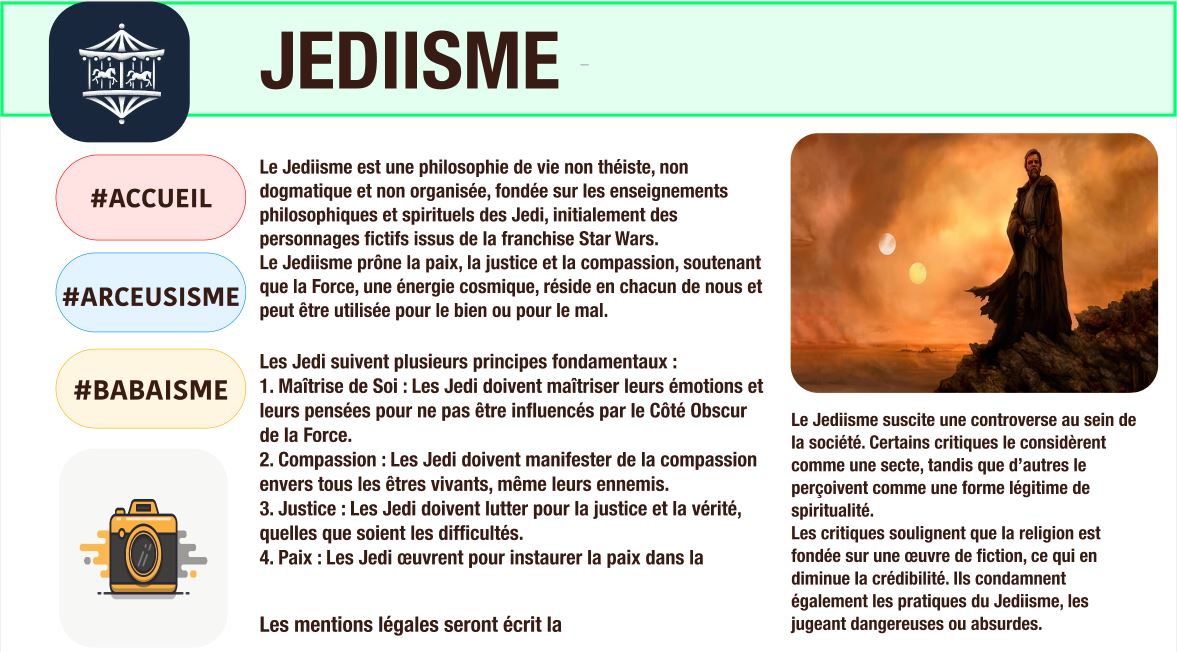 JEDIISME
#ACCUEIL
#ARCEUSISME
#BABAISME
Le Jediisme est une philosophie de vie non théiste, non
dogmatique et non organisée, fondée sur les enseignements
philosophiques et spirituels des Jedi, initialement des
personnages fictifs issus de la franchise Star Wars.
Le Jediisme prône la paix, la justice et la compassion, soutenant
que la Force, une énergie cosmique, réside en chacun de nous et
peut être utilisée pour le bien ou pour le mal.
Les Jedi suivent plusieurs principes fondamentaux :
1. Maîtrise de Soi : Les Jedi doivent maîtriser leurs émotions et
leurs pensées pour ne pas être influencés par le Côté Obscur
de la Force.
2. Compassion : Les Jedi doivent manifester de la compassion
envers tous les êtres vivants, même leurs ennemis.
3. Justice : Les Jedi doivent lutter pour la justice et la vérité,
quelles que soient les difficultés.
4. Paix : Les Jedi œuvrent pour instaurer la paix dans la
Les mentions légales seront écrit la
Le Jediisme suscite une controverse au sein de
la société. Certains critiques le considèrent
comme une secte, tandis que d’autres le
perçoivent comme une forme légitime de
spiritualité.
Les critiques soulignent que la religion est
fondée sur une œuvre de fiction, ce qui en
diminue la crédibilité. Ils condamnent
également les pratiques du Jediisme, les
jugeant dangereuses ou absurdes.